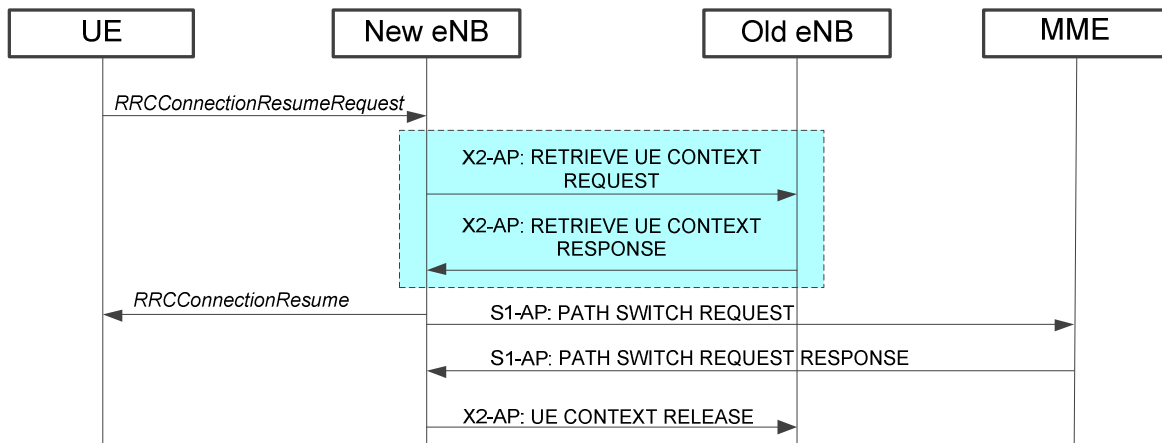 UE
New eNB
Old eNB
MME
RRCConnectionResumeRequest
X2-AP: RETRIEVE UE CONTEXT
REQUEST
X2-AP: RETRIEVE UE CONTEXT
RESPONSE
RRCConnectionResume
S1-AP: PATH SWITCH REQUEST
S1-AP: PATH SWITCH REQUEST RESPONSE
X2-AP: UE CONTEXT RELEASE